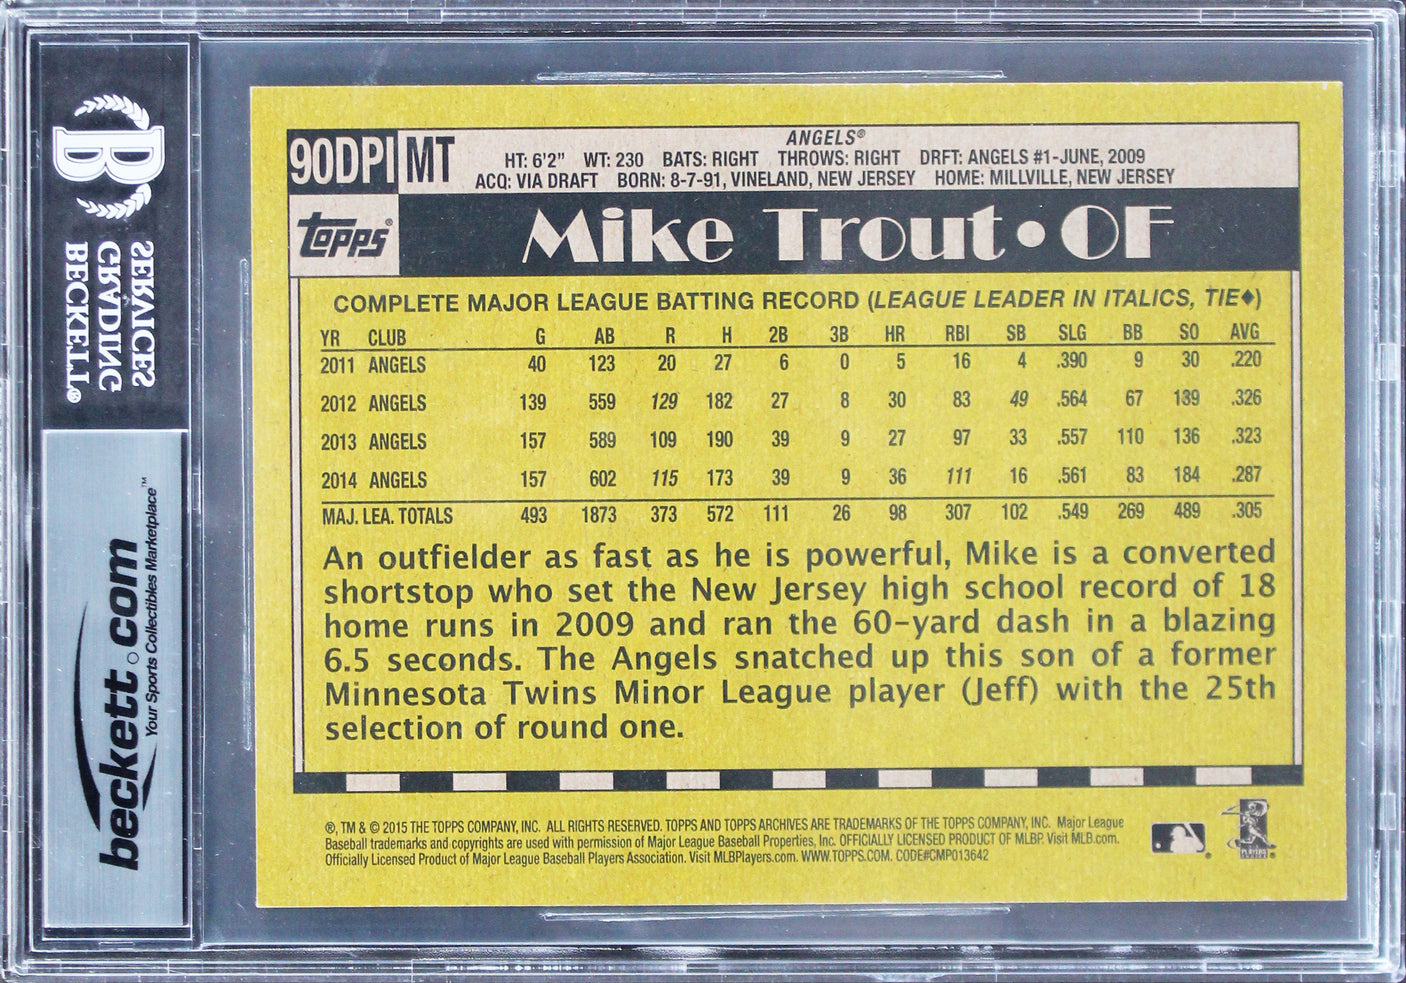 BECKETT®
GRADING
SERVICES
B
beckett.com
Your Sports Collectibles Marketplace™
90DPI MT
ANGELS®
HT: 6'2" WT: 230 BATS: RIGHT THROWS: RIGHT DRFT: ANGELS #1-JUNE, 2009
ACQ: VIA DRAFT BORN: 8-7-91, VINELAND, NEW JERSEY HOME: MILLVILLE, NEW JERSEY
Topps®
Mike Trout • OF
COMPLETE MAJOR LEAGUE BATTING RECORD (LEAGUE LEADER IN ITALICS, TIE♦)
YR CLUB G AB R H 2B 3B HR RBI SB SLG BB SO AVG
2011 ANGELS 40 123 20 27 6 0 5 16 4 .390 9 30 .220
2012 ANGELS 139 559 129 182 27 8 30 83 49 .564 67 139 .326
2013 ANGELS 157 589 109 190 39 9 27 97 33 .557 110 136 .323
2014 ANGELS 157 602 115 173 39 9 36 111 16 .561 83 184 .287
MAJ. LEA. TOTALS 493 1873 373 572 111 26 98 307 102 .549 269 489 .305
An outfielder as fast as he is powerful, Mike is a converted
shortstop who set the New Jersey high school record of 18
home runs in 2009 and ran the 60-yard dash in a blazing
6.5 seconds. The Angels snatched up this son of a former
Minnesota Twins Minor League player (Jeff) with the 25th
selection of round one.
®, TM & © 2015 THE TOPPS COMPANY, INC. ALL RIGHTS RESERVED. TOPPS AND TOPPS ARCHIVES ARE TRADEMARKS OF THE TOPPS COMPANY, INC. Major League
Baseball trademarks and copyrights are used with permission of Major League Baseball Properties, Inc. OFFICIALLY LICENSED PRODUCT OF MLBP. Visit MLB.com.
Officially Licensed Product of Major League Baseball Players Association. Visit MLBPlayers.com. WWW.TOPPS.COM. CODE#CMP013642
PLAYERS